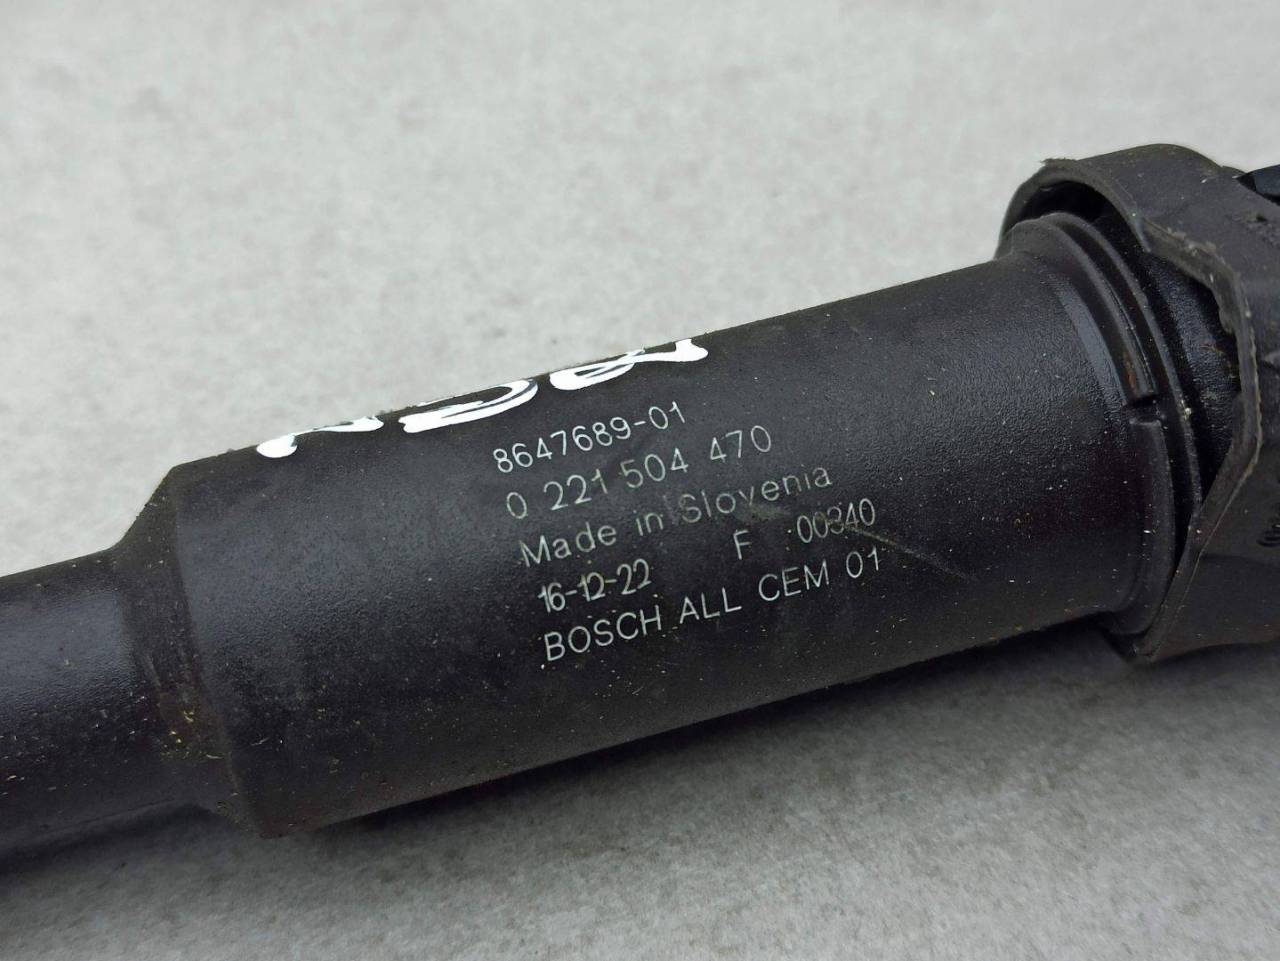 8647689-01
0 221 504 470
Made in Slovenia
16-12-22 F 00340
BOSCH ALL CEM 01